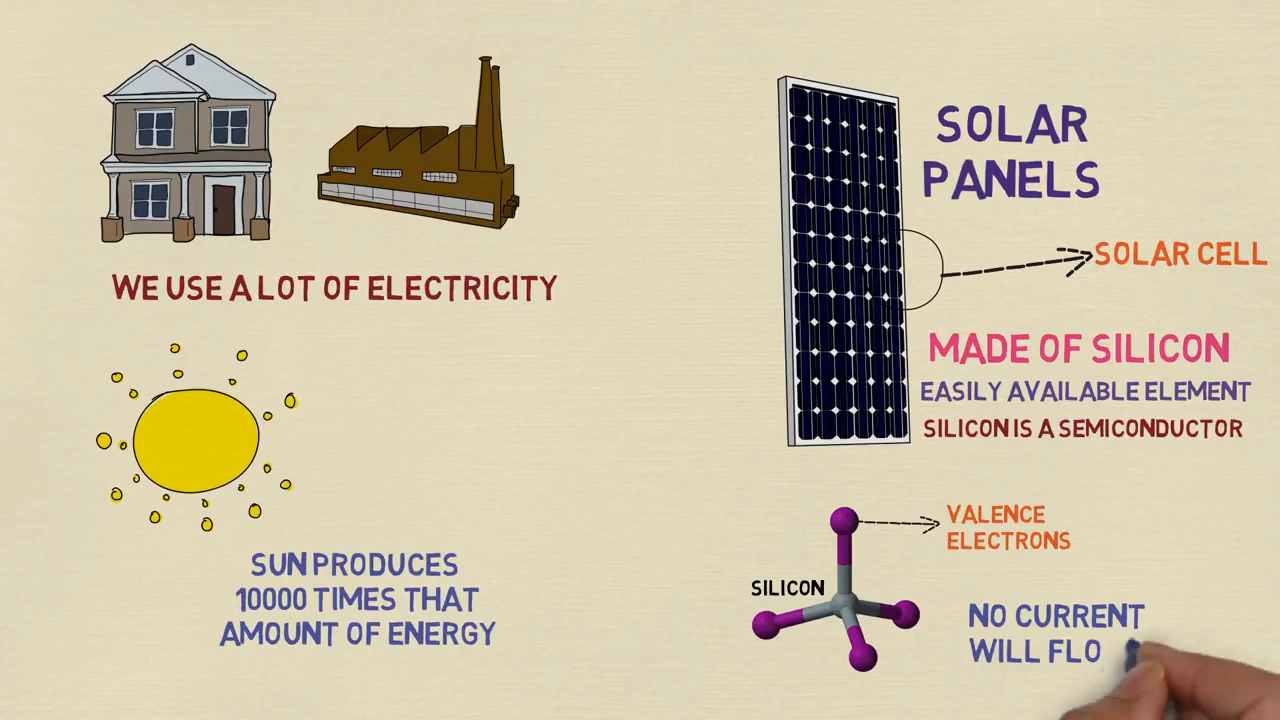 WE USE A LOT OF ELECTRICITY
SUN PRODUCES
10000 TIMES THAT
AMOUNT OF ENERGY
SOLAR
PANELS
SOLAR CELL
MADE OF SILICON
EASILY AVAILABLE ELEMENT
SILICON IS A SEMICONDUCTOR
VALENCE
ELECTRONS
SILICON
NO CURRENT
WILL FLO